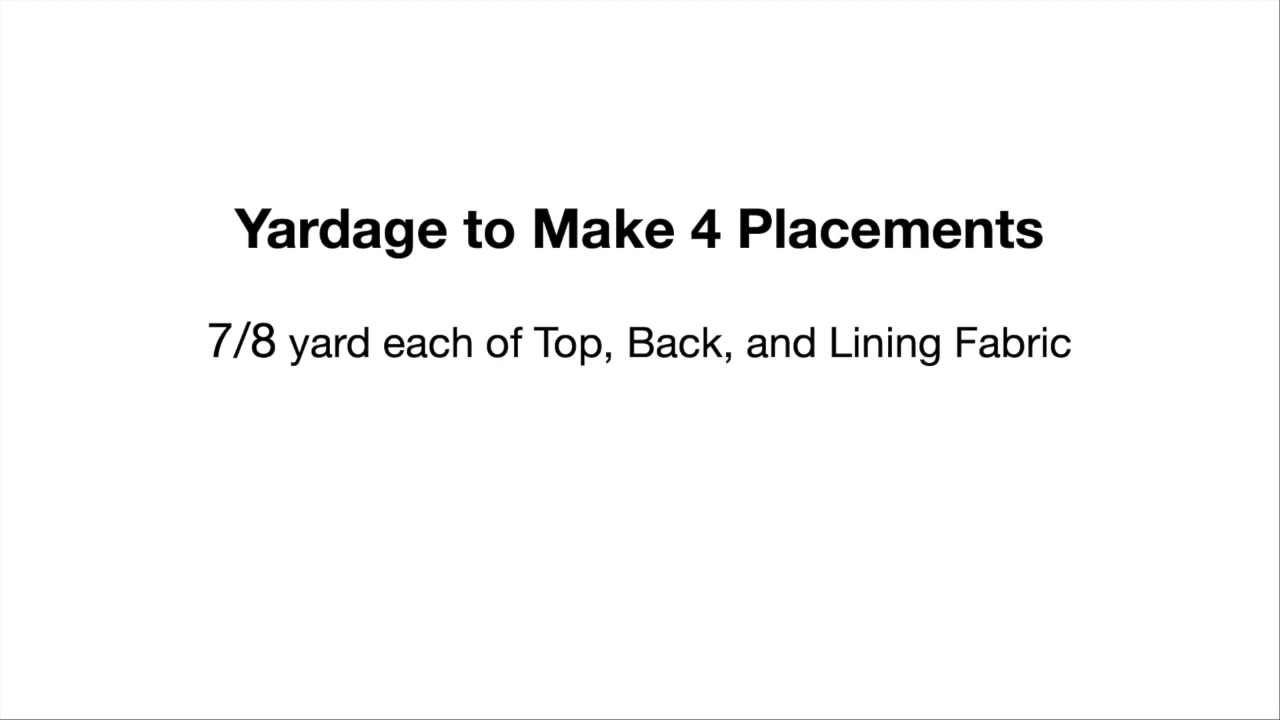 Yardage to Make 4 Placements
7/8 yard each of Top, Back, and Lining Fabric